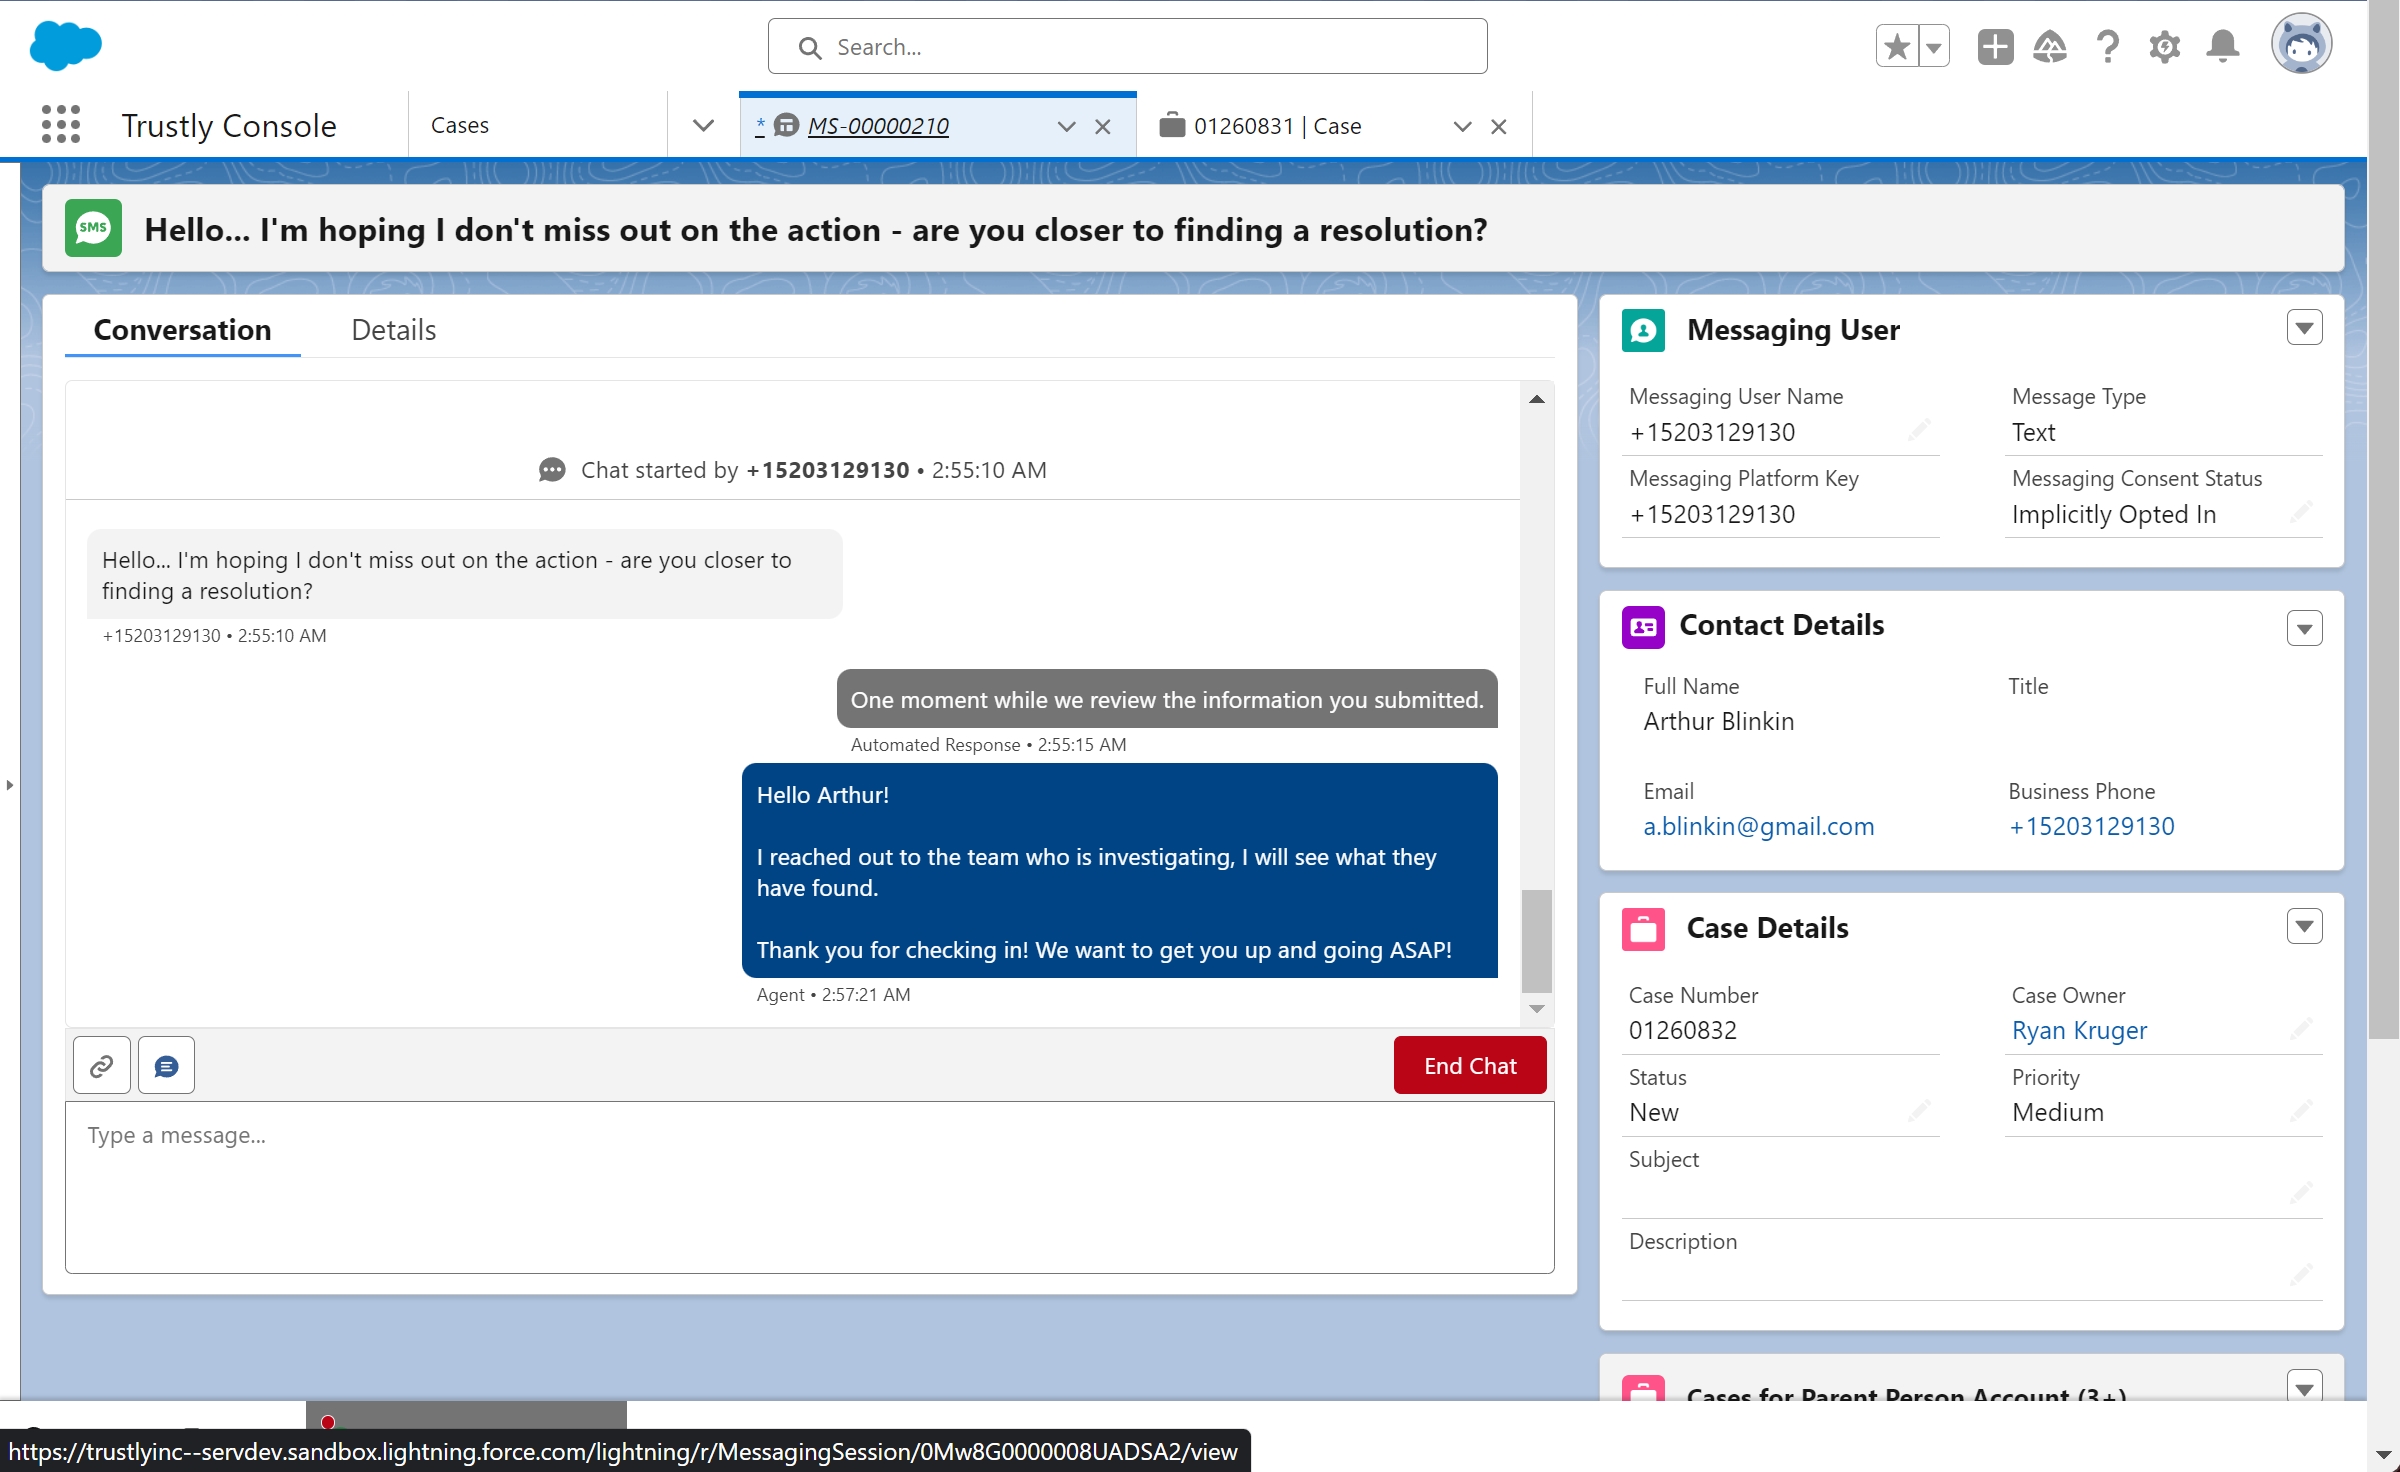 Search...
Trustly Console
Cases
* MS-00000210
01260831 | Case
SMS
Hello... I'm hoping I don't miss out on the action - are you closer to finding a resolution?
Conversation
Details
Chat started by +15203129130 • 2:55:10 AM
Hello... I'm hoping I don't miss out on the action - are you closer to
finding a resolution?
+15203129130 • 2:55:10 AM
One moment while we review the information you submitted.
Automated Response • 2:55:15 AM
Hello Arthur!
I reached out to the team who is investigating, I will see what they
have found.
Thank you for checking in! We want to get you up and going ASAP!
Agent • 2:57:21 AM
End Chat
Type a message...
Messaging User
Messaging User Name
+15203129130
Message Type
Text
Messaging Platform Key
+15203129130
Messaging Consent Status
Implicitly Opted In
Contact Details
Full Name
Arthur Blinkin
Title
Email
a.blinkin@gmail.com
Business Phone
+15203129130
Case Details
Case Number
01260832
Case Owner
Ryan Kruger
Status
New
Priority
Medium
Subject
Description
Cases for Parent Person Account (3+)
https://trustlyinc--servdev.sandbox.lightning.force.com/lightning/r/MessagingSession/0Mw8G0000008UADSA2/view